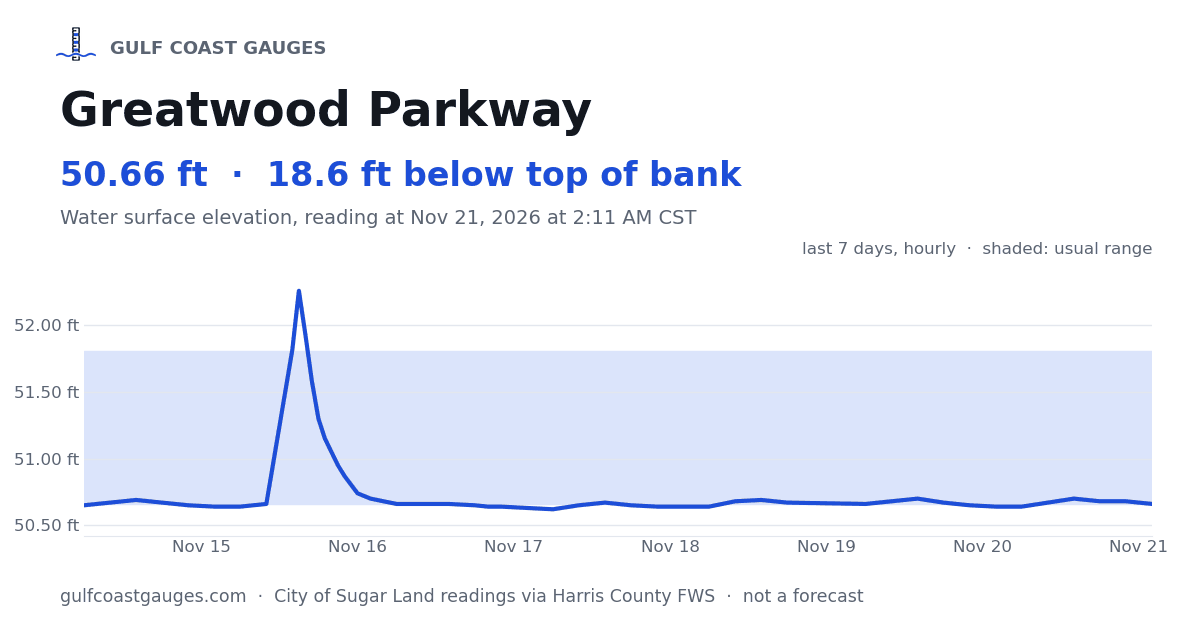 GULF COAST GAUGES
Greatwood Parkway
50.66 ft · 18.6 ft below top of bank
Water surface elevation, reading at Nov 21, 2026 at 2:11 AM CST
last 7 days, hourly · shaded: usual range
52.00 ft
51.50 ft
51.00 ft
50.50 ft
Nov 15 Nov 16 Nov 17 Nov 18 Nov 19 Nov 20 Nov 21
gulfcoastgauges.com · City of Sugar Land readings via Harris County FWS · not a forecast